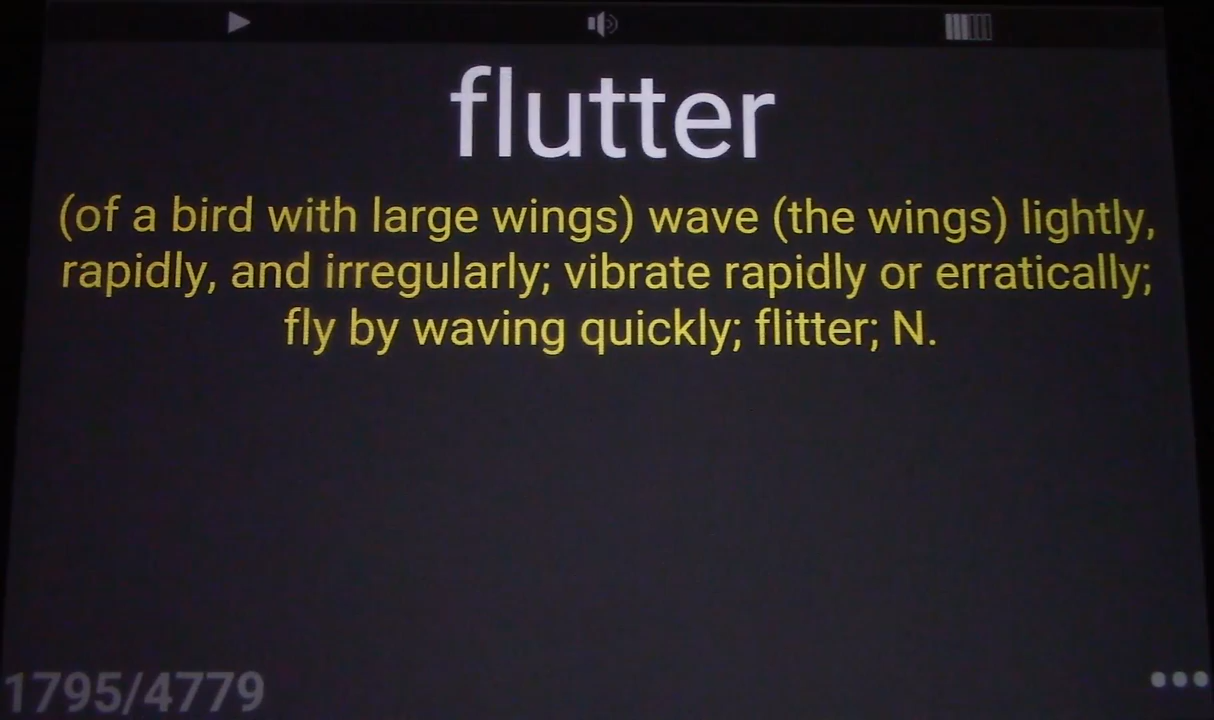 flutter
(of a bird with large wings) wave (the wings) lightly,
rapidly, and irregularly; vibrate rapidly or erratically;
fly by waving quickly; flitter; N.
1795/4779